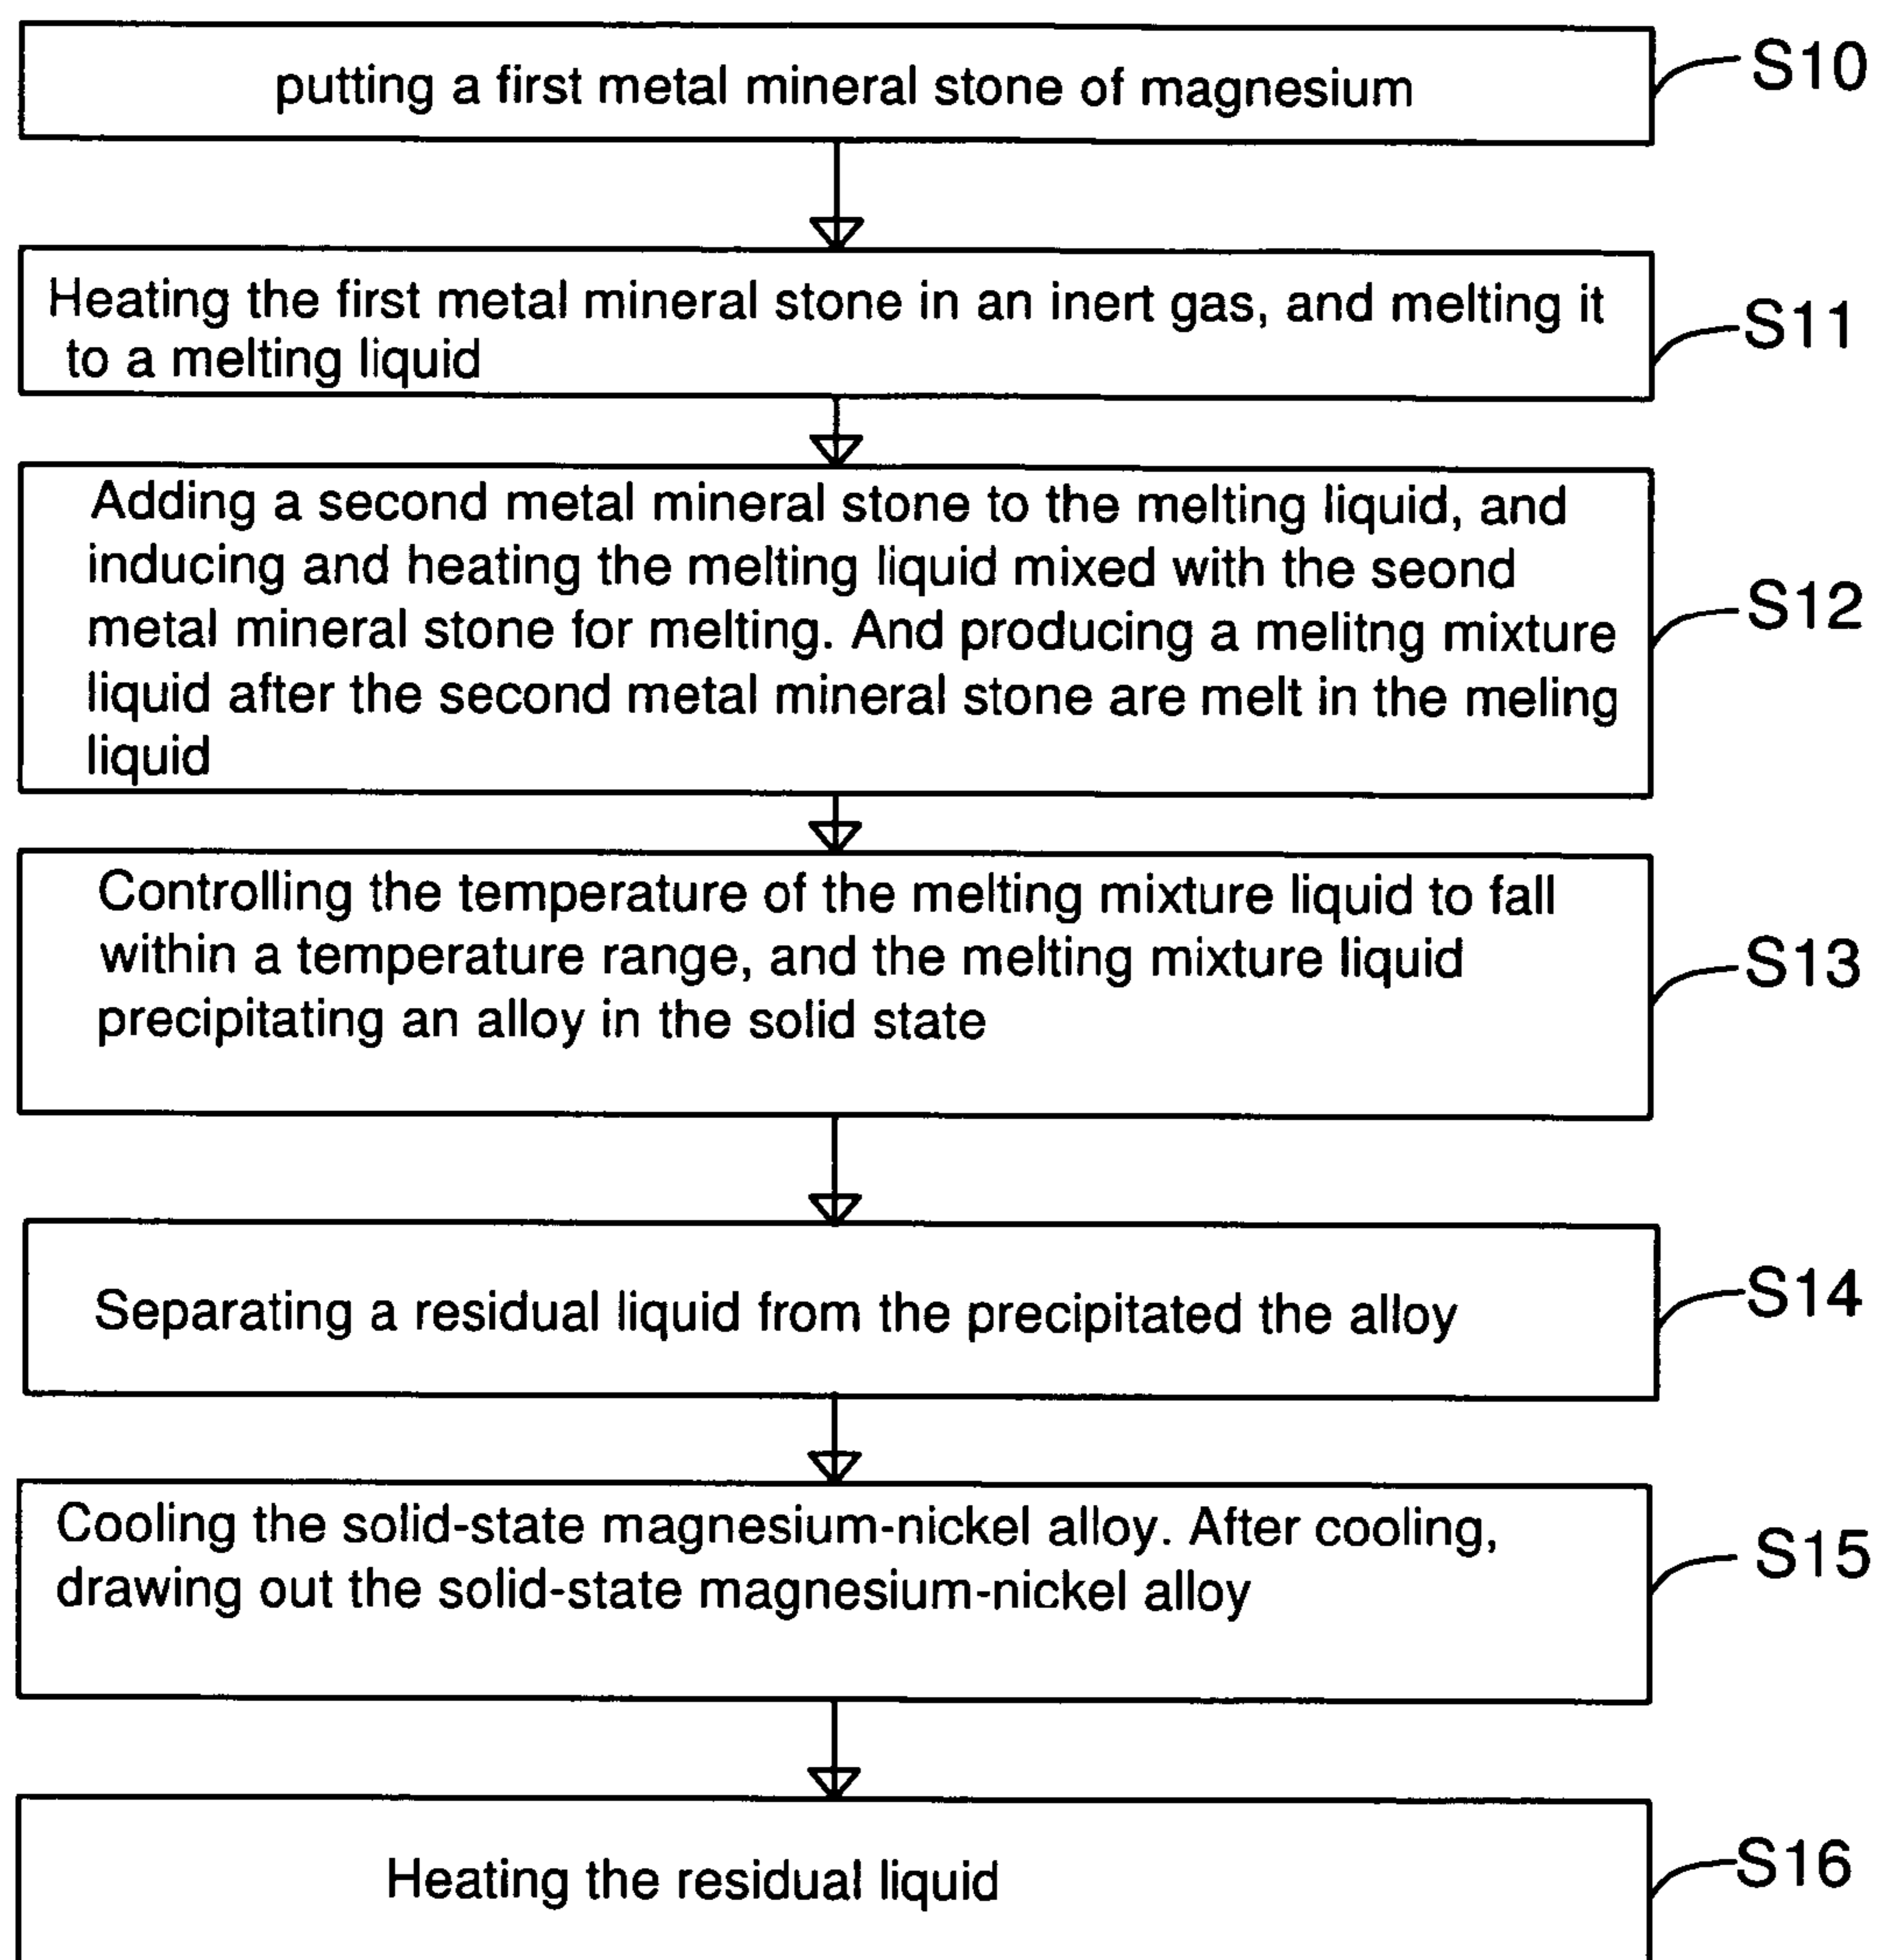 putting a first metal mineral stone of magnesium
S10
Heating the first metal mineral stone in an inert gas, and melting it
to a melting liquid
S11
Adding a second metal mineral stone to the melting liquid, and
inducing and heating the melting liquid mixed with the seond
metal mineral stone for melting. And producing a melitng mixture
liquid after the second metal mineral stone are melt in the meling
liquid
S12
Controlling the temperature of the melting mixture liquid to fall
within a temperature range, and the melting mixture liquid
precipitating an alloy in the solid state
S13
Separating a residual liquid from the precipitated the alloy
S14
Cooling the solid-state magnesium-nickel alloy. After cooling,
drawing out the solid-state magnesium-nickel alloy
S15
Heating the residual liquid
S16